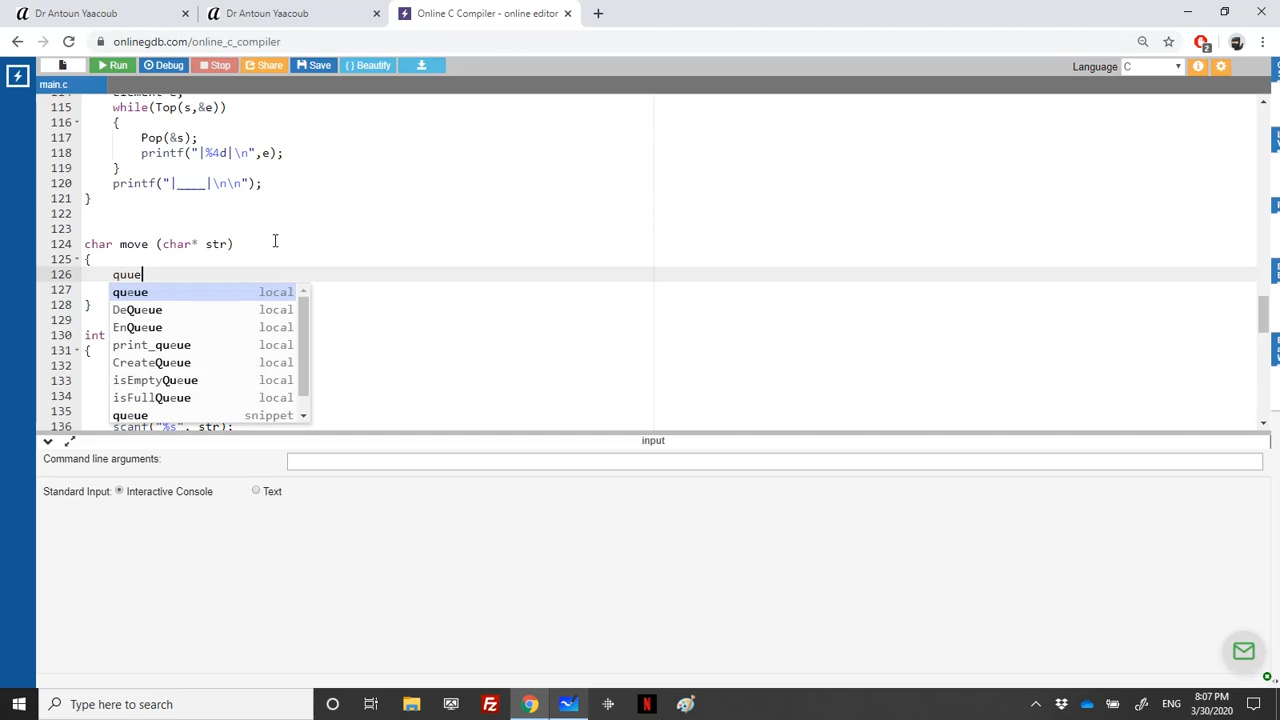 Dr Antoun Yaacoub
Dr Antoun Yaacoub
Online C Compiler - online editor
onlinegdb.com/online_c_compiler
2
Run
Debug
Stop
Share
Save
{ } Beautify
Language
C
main.c
115 while(Top(s,&e))
116 {
117 Pop(&s);
118 printf("|%4d|\n",e);
119 }
120 printf("|____|\n\n");
121 }
122
123
124 char move (char* str)
125 {
126 quue
127
128 }
129
130 int
131 {
132
133
134
135
136 scanf("%s", str);
queue local
DeQueue local
EnQueue local
print_queue local
CreateQueue local
isEmptyQueue local
isFullQueue local
queue snippet
input
Command line arguments:
Standard Input: Interactive Console Text
Type here to search
ENG
8:07 PM
3/30/2020